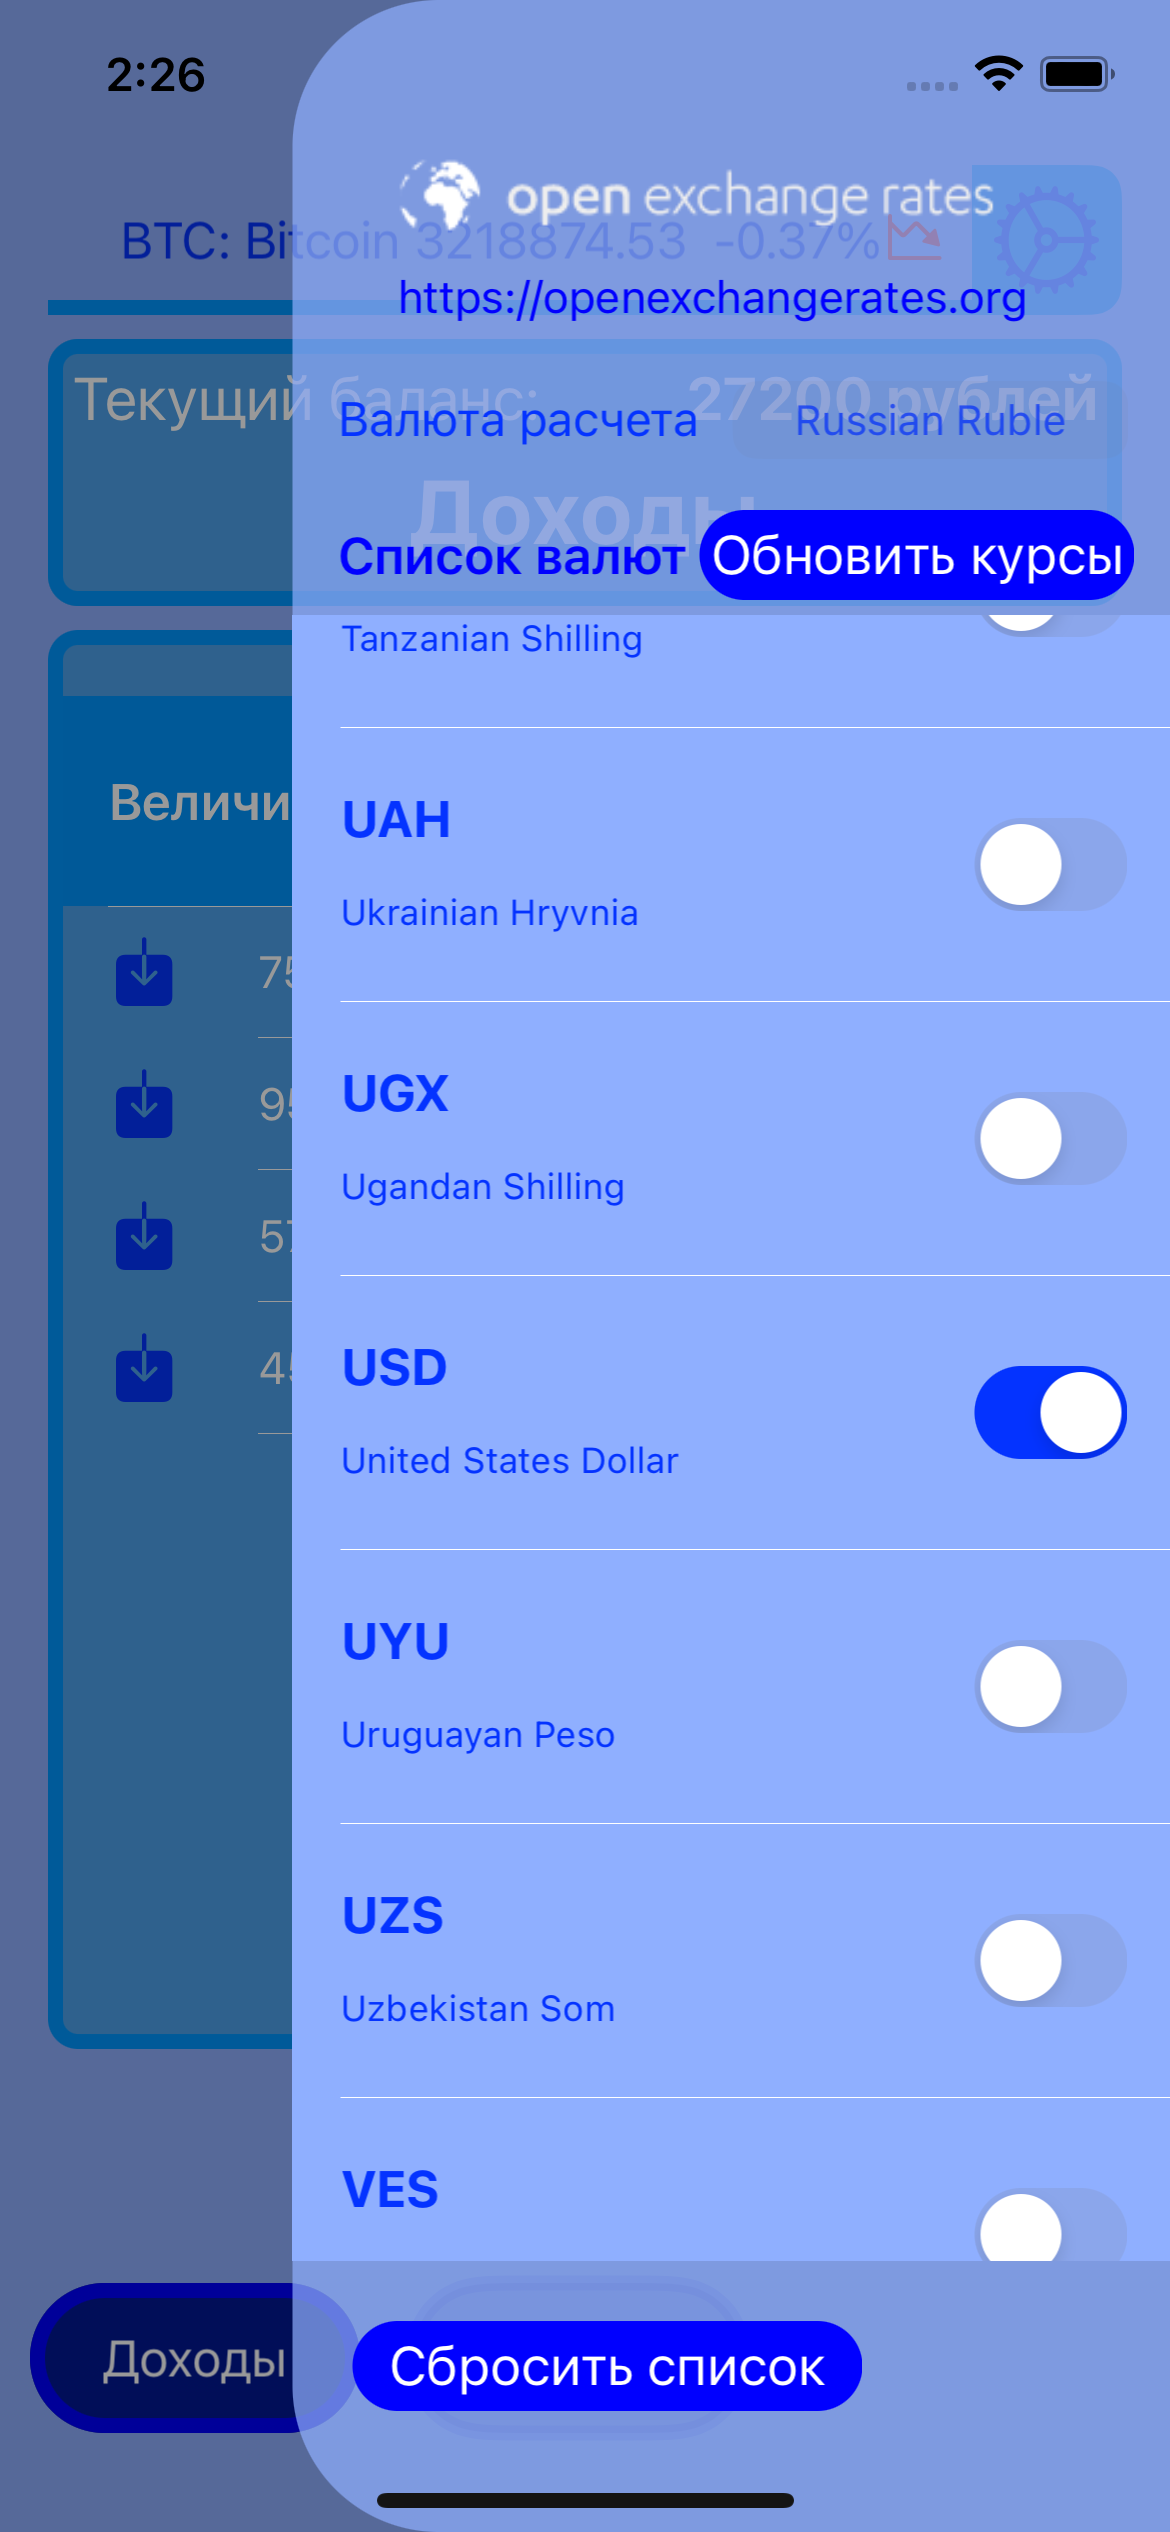 2:26
open exchange rates
BTC: Bitcoin 3218874.53 -0.37%
https://openexchangerates.org
Текущий баланс: 27200 рублей
Валюта расчета Russian Ruble
Доходы
Список валют Обновить курсы
Tanzanian Shilling
Величи
UAH
Ukrainian Hryvnia
75
UGX
95
Ugandan Shilling
57
USD
45
United States Dollar
UYU
Uruguayan Peso
UZS
Uzbekistan Som
VES
Доходы
Сбросить список